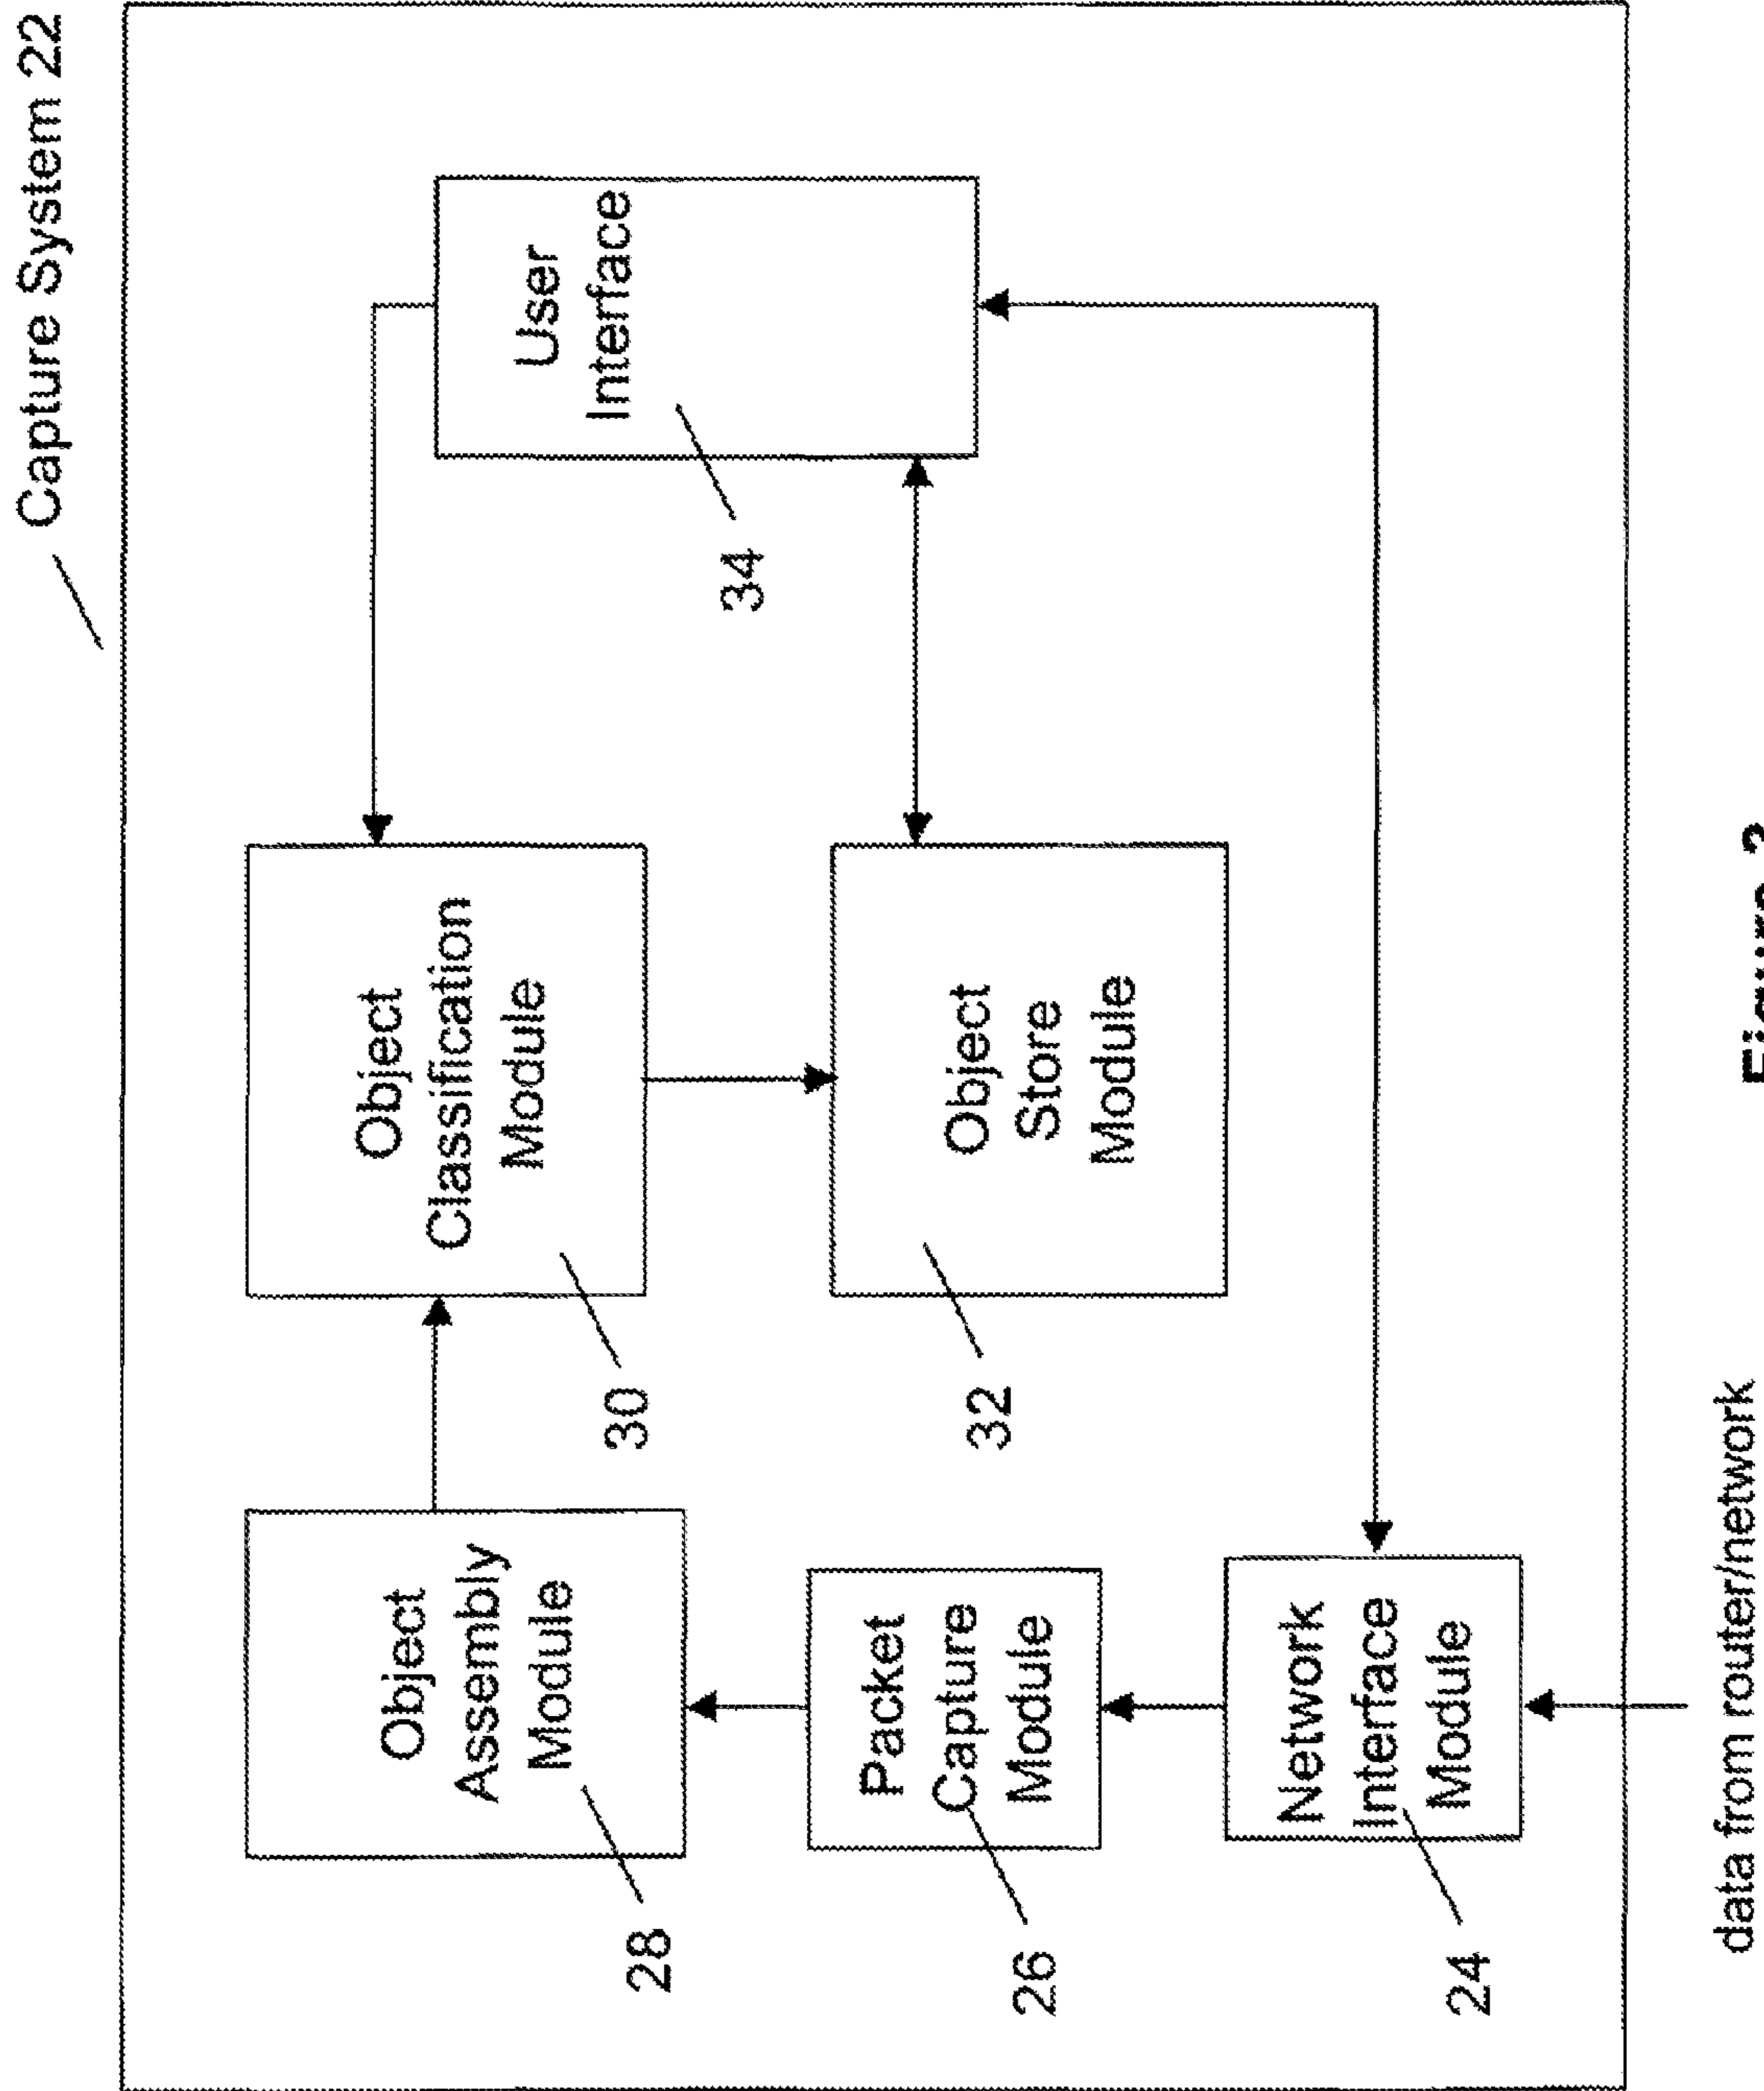 Capture System 22
Object
Assembly
Module
28
Object
Classification
Module
30
User
Interface
34
Packet
Capture
Module
26
Object
Store
Module
32
Network
Interface
Module
24
data from router/network
Figure